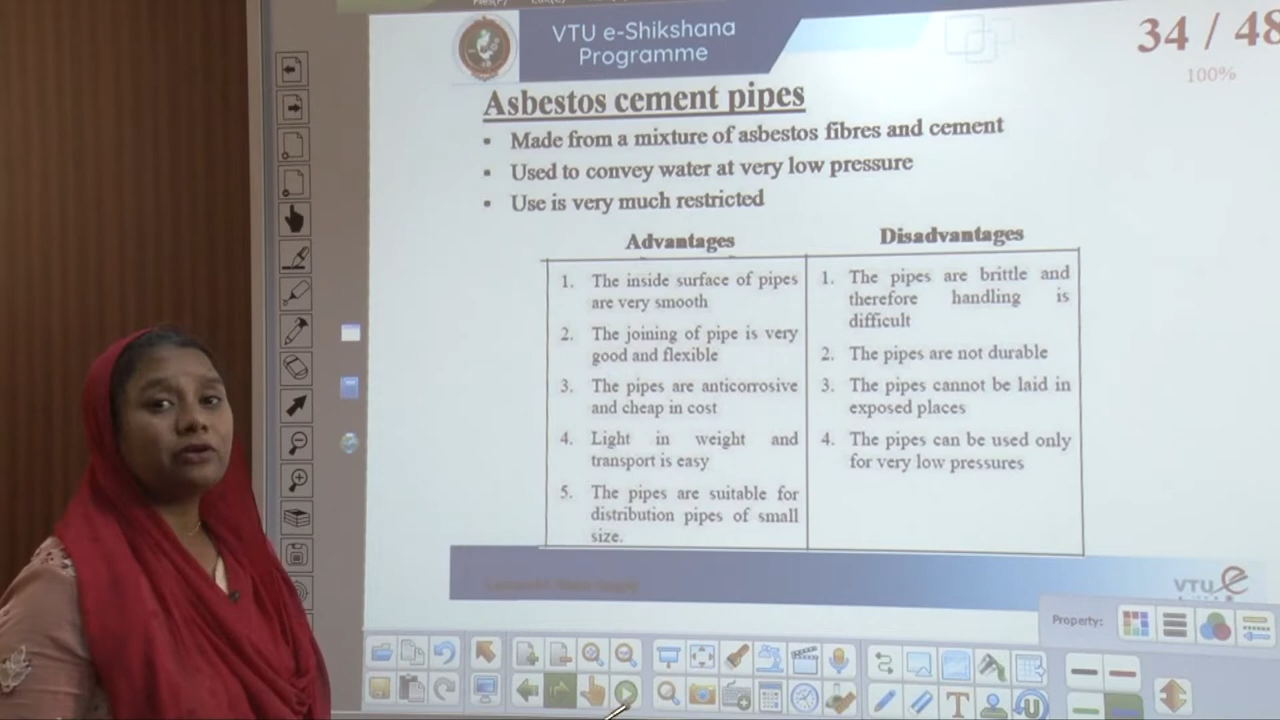 VTU e-Shikshana
Programme
34 / 48
100%
Asbestos cement pipes
▪ Made from a mixture of asbestos fibres and cement
▪ Used to convey water at very low pressure
▪ Use is very much restricted
Advantages
1. The inside surface of pipes
are very smooth
2. The joining of pipe is very
good and flexible
3. The pipes are anticorrosive
and cheap in cost
4. Light in weight and
transport is easy
5. The pipes are suitable for
distribution pipes of small
size.
Disadvantages
1. The pipes are brittle and
therefore handling is
difficult
2. The pipes are not durable
3. The pipes cannot be laid in
exposed places
4. The pipes can be used only
for very low pressures
VTU e
Property:
T